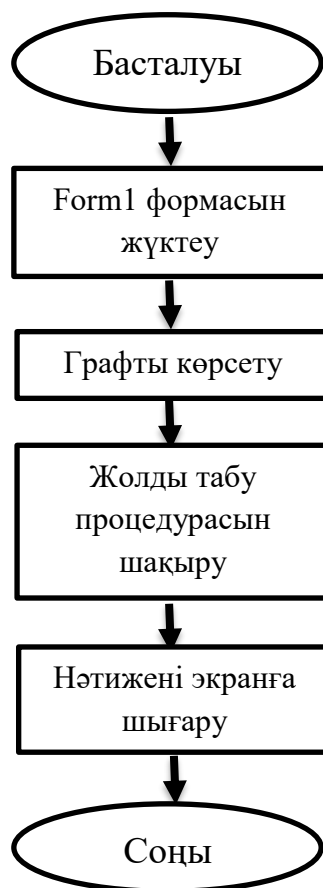 Басталуы
Form1 формасын
жүктеу
Графты көрсету
Жолды табу
процедурасын
шақыру
Нәтижені экранға
шығару
Соңы